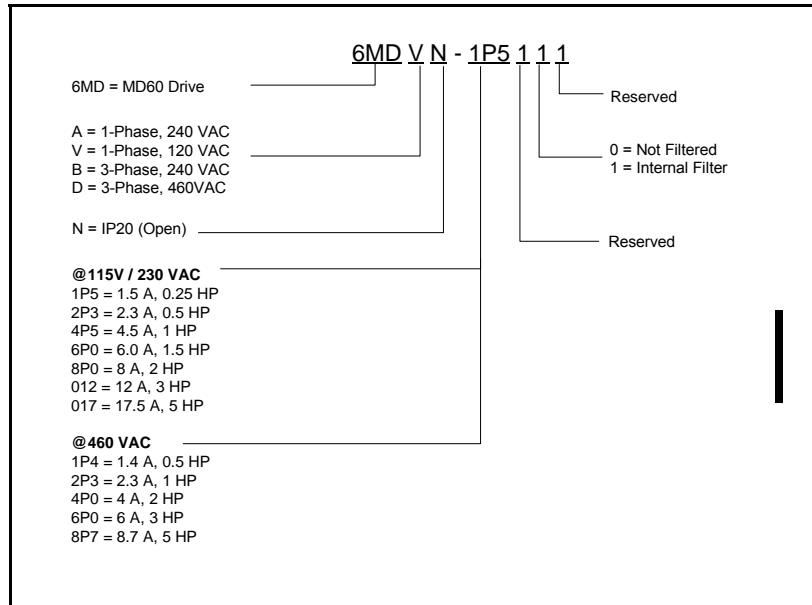 6MD V N - 1P5 1 1 1
6MD = MD60 Drive
Reserved
A = 1-Phase, 240 VAC
V = 1-Phase, 120 VAC
B = 3-Phase, 240 VAC
D = 3-Phase, 460VAC
0 = Not Filtered
1 = Internal Filter
N = IP20 (Open)
Reserved
@115V / 230 VAC
1P5 = 1.5 A, 0.25 HP
2P3 = 2.3 A, 0.5 HP
4P5 = 4.5 A, 1 HP
6P0 = 6.0 A, 1.5 HP
8P0 = 8 A, 2 HP
012 = 12 A, 3 HP
017 = 17.5 A, 5 HP
@460 VAC
1P4 = 1.4 A, 0.5 HP
2P3 = 2.3 A, 1 HP
4P0 = 4 A, 2 HP
6P0 = 6 A, 3 HP
8P7 = 8.7 A, 5 HP